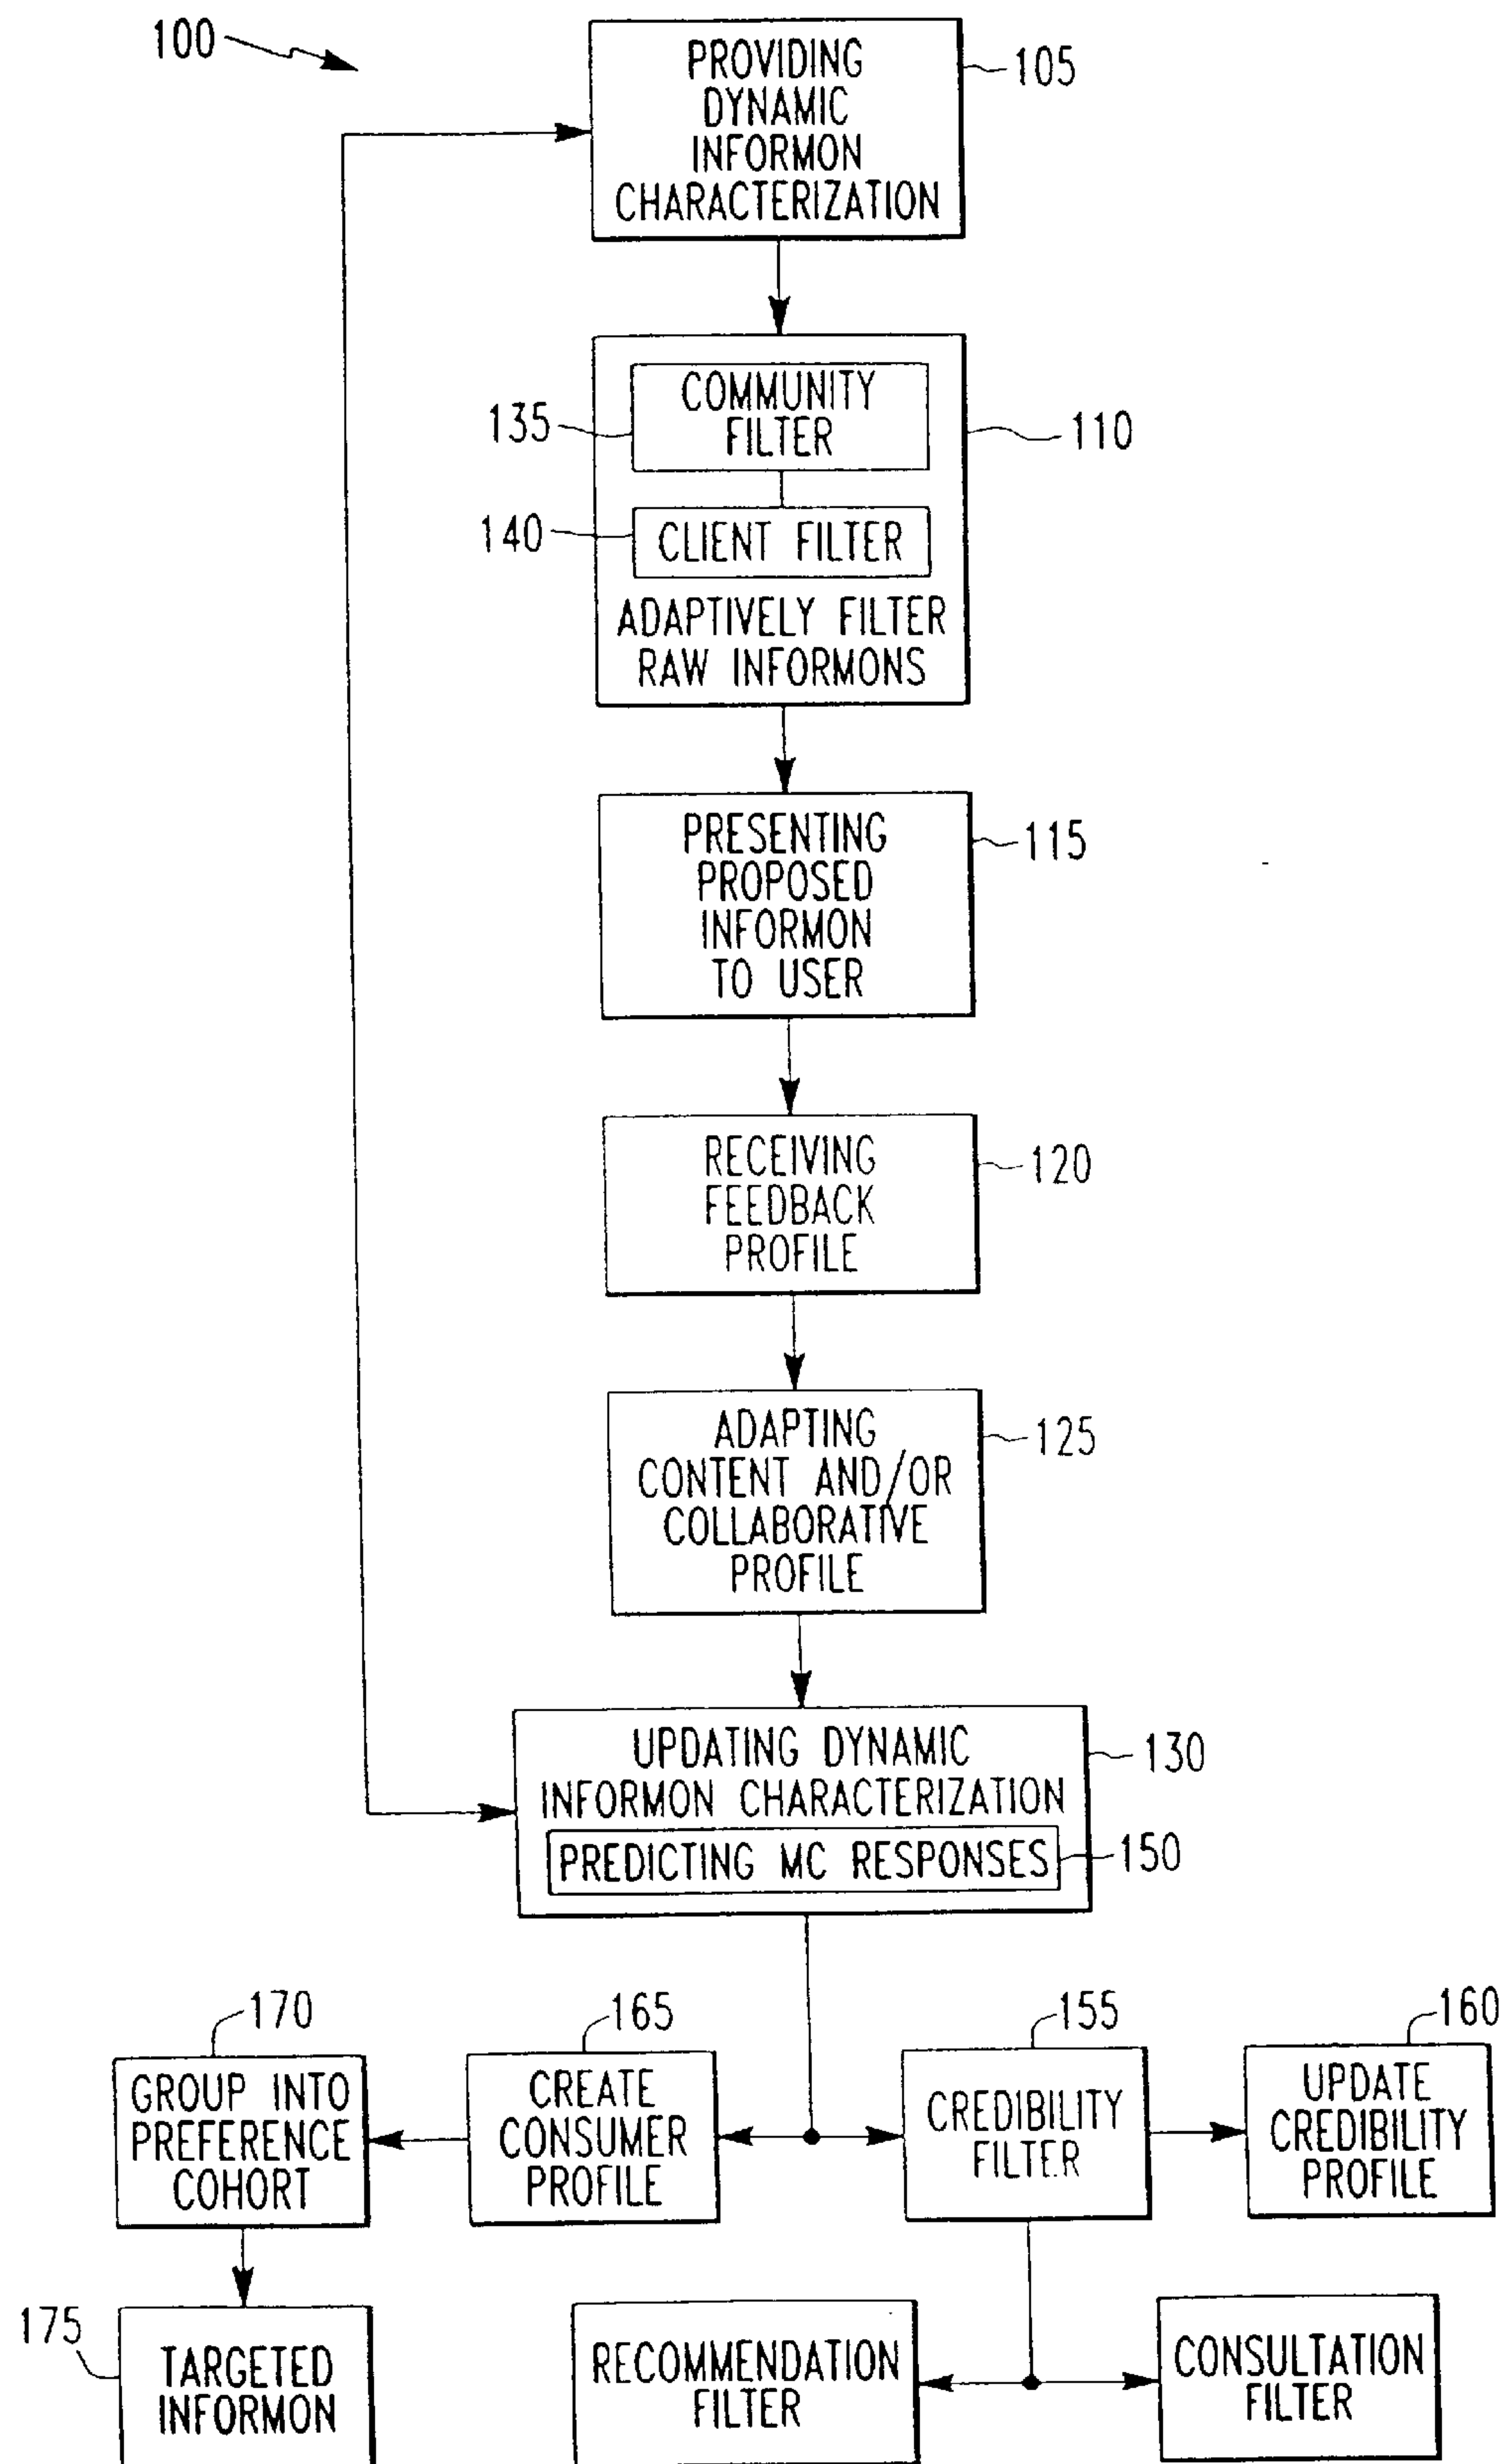 100
PROVIDING
DYNAMIC
INFORMON
CHARACTERIZATION
105
COMMUNITY
FILTER
135
110
140
CLIENT FILTER
ADAPTIVELY FILTER
RAW INFORMONS
PRESENTING
PROPOSED
INFORMON
TO USER
115
RECEIVING
FEEDBACK
PROFILE
120
ADAPTING
CONTENT AND/OR
COLLABORATIVE
PROFILE
125
UPDATING DYNAMIC
INFORMON CHARACTERIZATION
130
PREDICTING MC RESPONSES
150
170
165
155
160
GROUP INTO
PREFERENCE
COHORT
CREATE
CONSUMER
PROFILE
CREDIBILITY
FILTER
UPDATE
CREDIBILITY
PROFILE
175
TARGETED
INFORMON
RECOMMENDATION
FILTER
CONSULTATION
FILTER